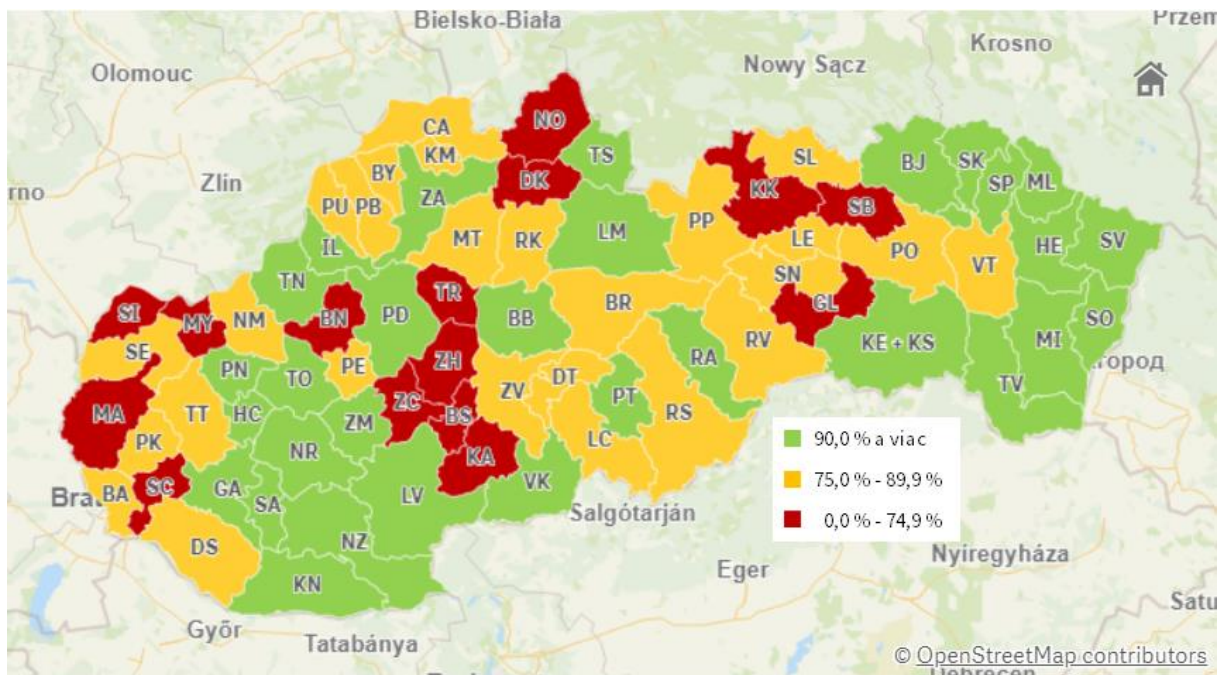 Bielsko-Biała
Przem
Krosno
Olomouc
Nowy Sącz
NO
CA
TS
KM
SL
BJ
SK
BY
DK
SP
ML
Zlín
rno
ZA
KK
SB
PU
PB
PP
LM
MT
RK
LE
HE
SV
IL
PO
VT
SN
TN
TR
BR
GL
SI
MY
BN
PD
BB
NM
SO
SE
ZH
RA
RV
KE + KS
MI
город
PE
PN
TO
DT
ZV
PT
TV
MA
TT
HC
ZC
BS
RS
ZM
LC
PK
NR
KA
90,0 % a viac
BA
SC
GA
LV
VK
75,0 % - 89,9 %
Bra
SA
Salgótarján
0,0 % - 74,9 %
DS
NZ
Nyíregyháza
Eger
KN
Satu
Győr
Tatabánya
© OpenStreetMap contributors
Debrecen